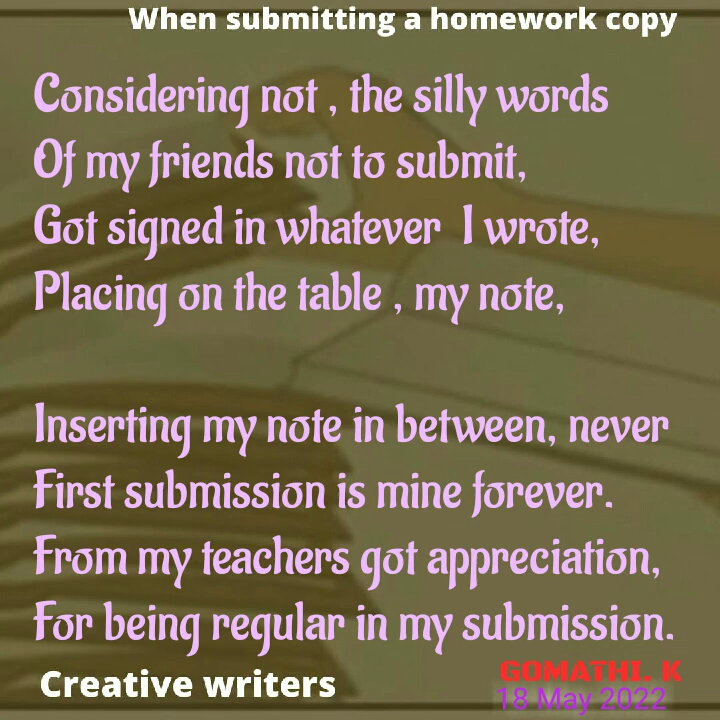 When submitting a homework copy
Considering not , the silly words
Of my friends not to submit,
Got signed in whatever I wrote,
Placing on the table , my note,
Inserting my note in between, never
First submission is mine forever.
From my teachers got appreciation,
For being regular in my submission.
Creative writers
GOMATHI. K
18 May 2022